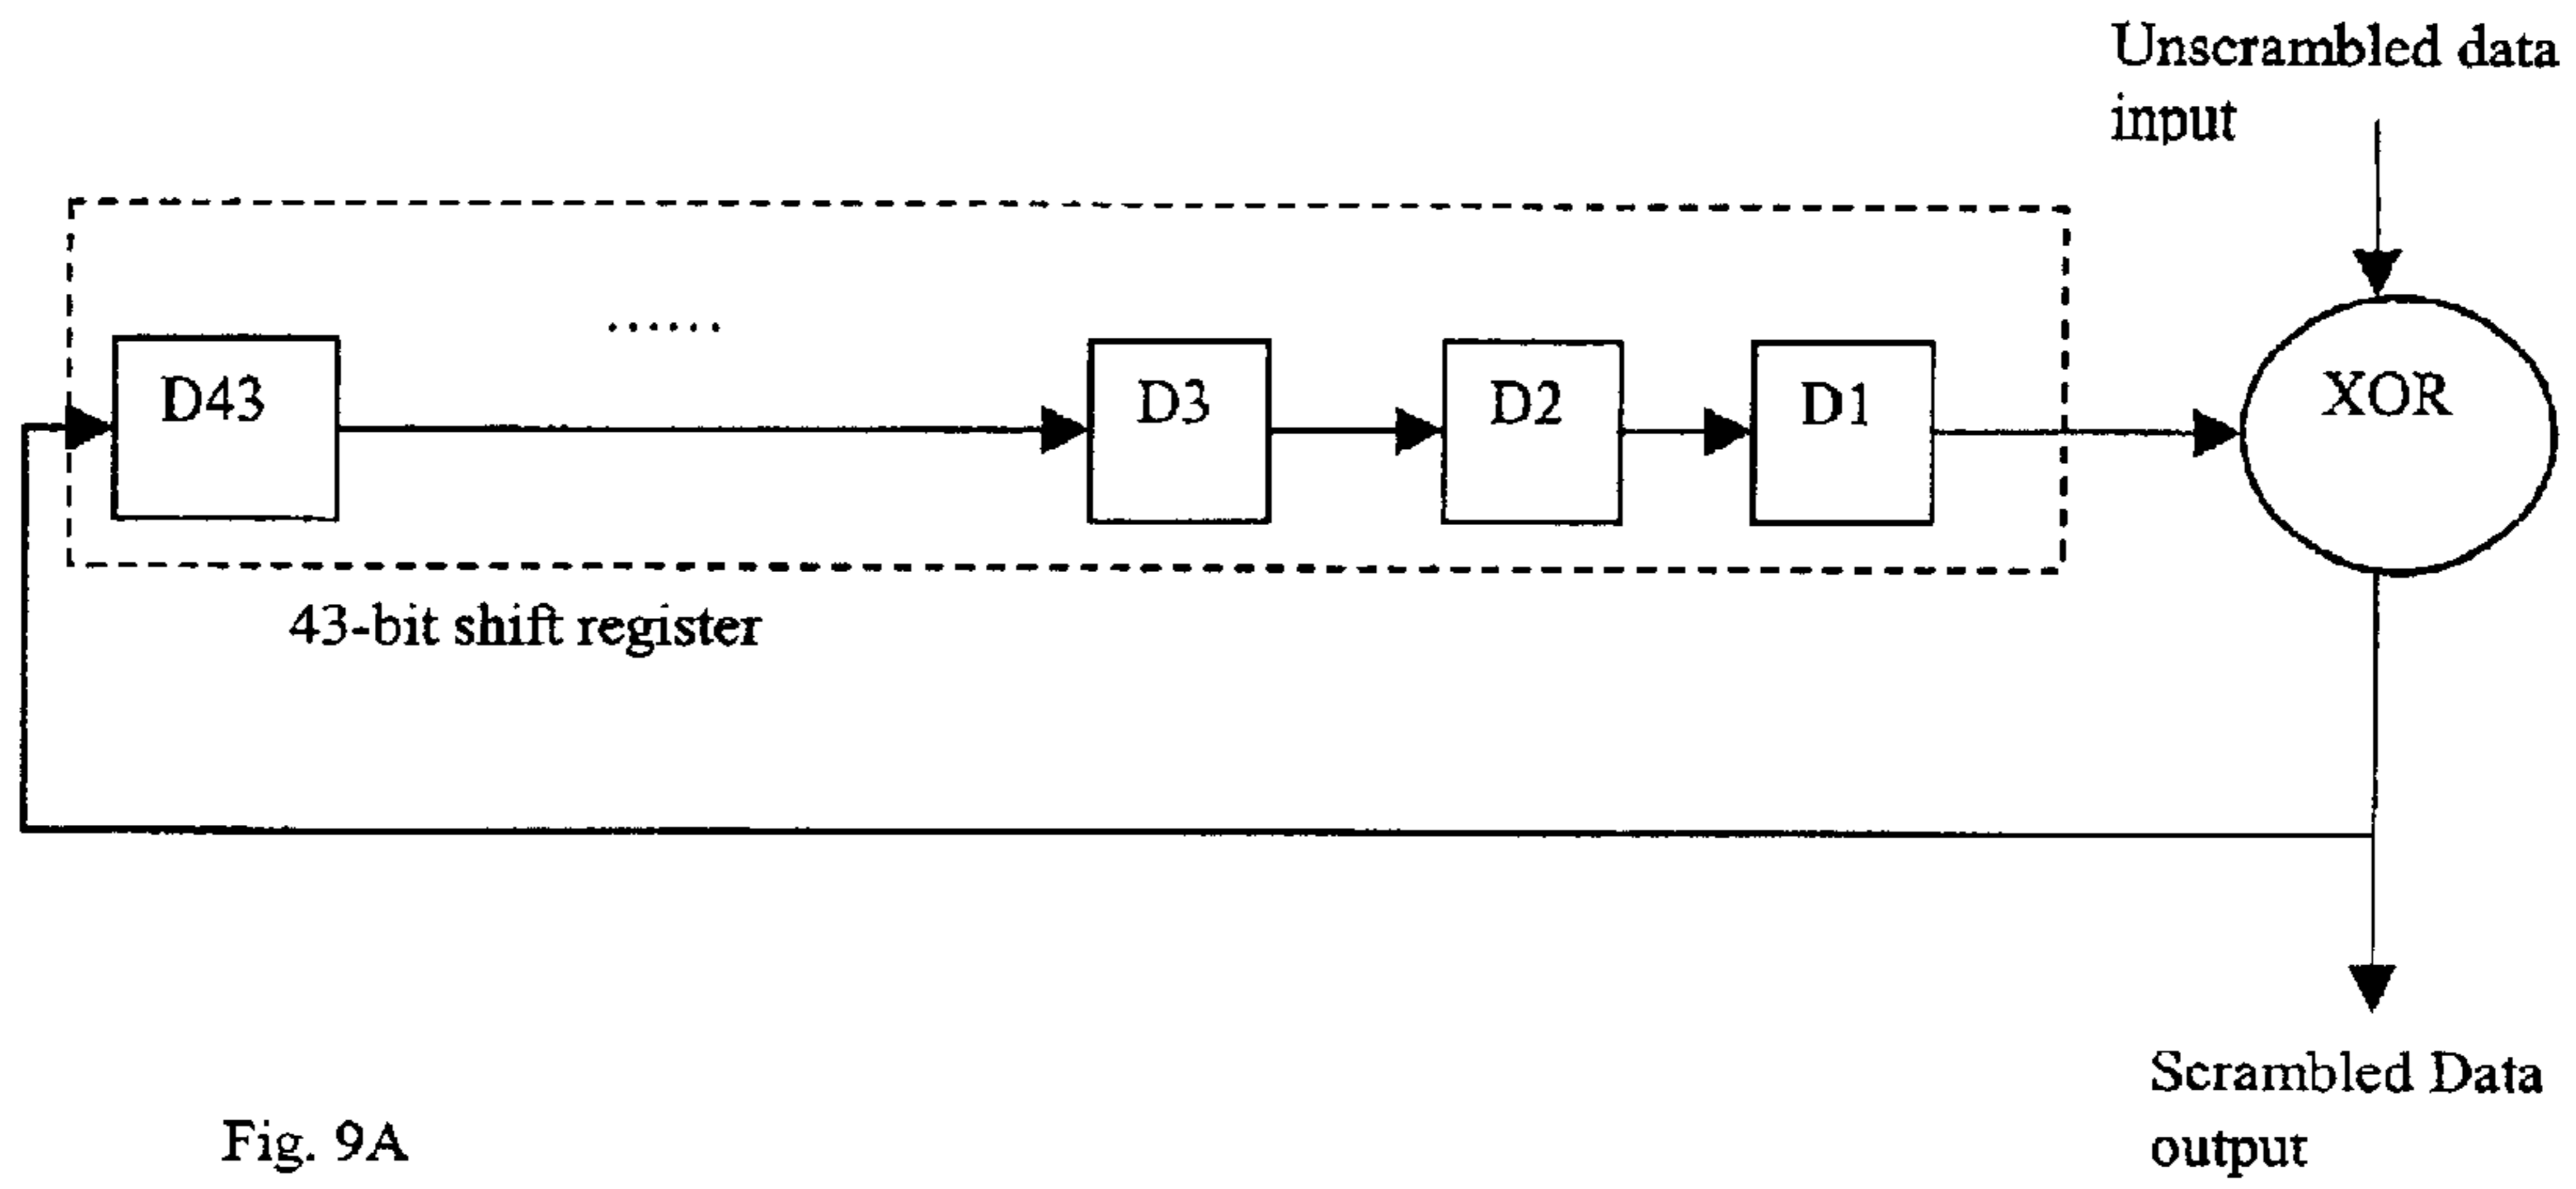 Unscrambled data
input
......
D43
D3
D2
D1
XOR
43-bit shift register
Scrambled Data
output
Fig. 9A